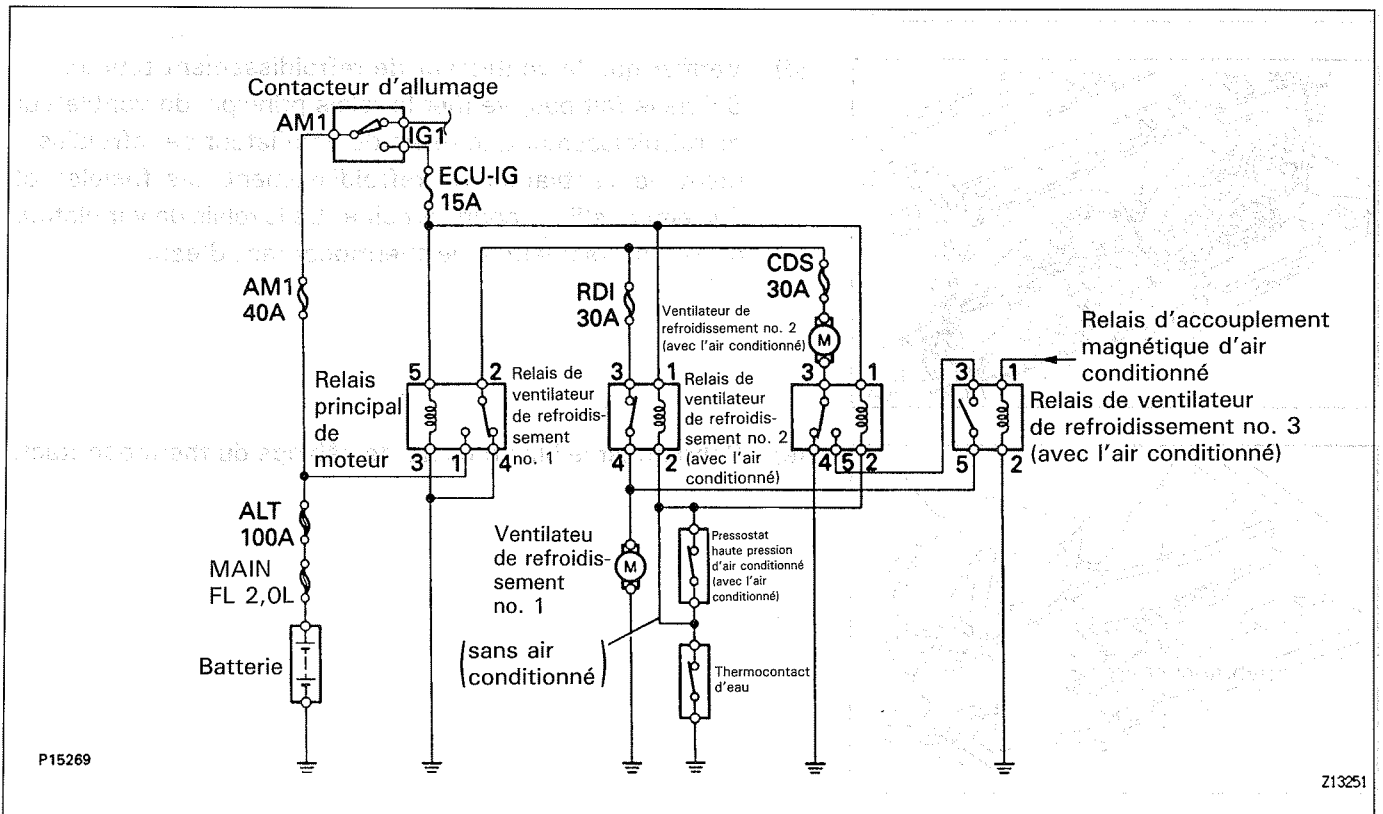 Contacteur d'allumage
AM1
IG1
ECU-IG
15A
AM1
40A
RDI
30A
CDS
30A
Ventilateur de
refroidissement no. 2
(avec l'air conditionné)
M
Relais d'accouplement
magnétique d'air
conditionné
5
2
3
1
3
1
3
1
Relais
principal
de
moteur
Relais de
ventilateur
de refroidis-
sement
no. 1
Relais de
ventilateur
de refroidis-
sement no. 2
(avec l'air
conditionné)
Relais de ventilateur
de refroidissement no. 3
(avec l'air conditionné)
3
1
4
4
2
4
5
2
5
2
ALT
100A
MAIN
FL 2,0L
Batterie
Ventilateu
de refroidis-
sement
no. 1
M
Pressostat
haute pression
d'air conditionné
(avec l'air
conditionné)
(sans air
conditionné)
Thermocontact
d'eau
P15269
Z13251